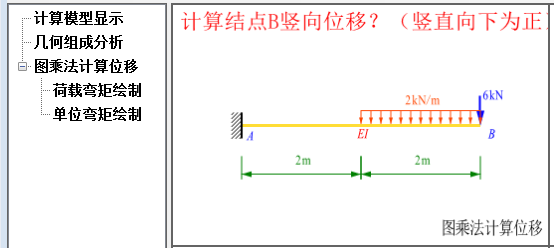 计算模型显示
几何组成分析
图乘法计算位移
荷载弯矩绘制
单位弯矩绘制
计算结点B竖向位移？（竖直向下为正
6kN
2kN/m
A
EI
B
2m
2m
图乘法计算位移